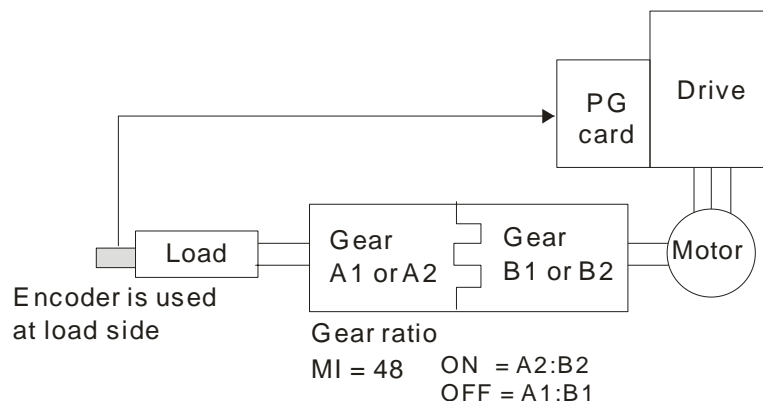 Drive
PG
card
Load
Gear
A1 or A2
Gear
B1 or B2
Motor
Encoder is used
at load side
Gear ratio
MI = 48
ON = A2:B2
OFF = A1:B1